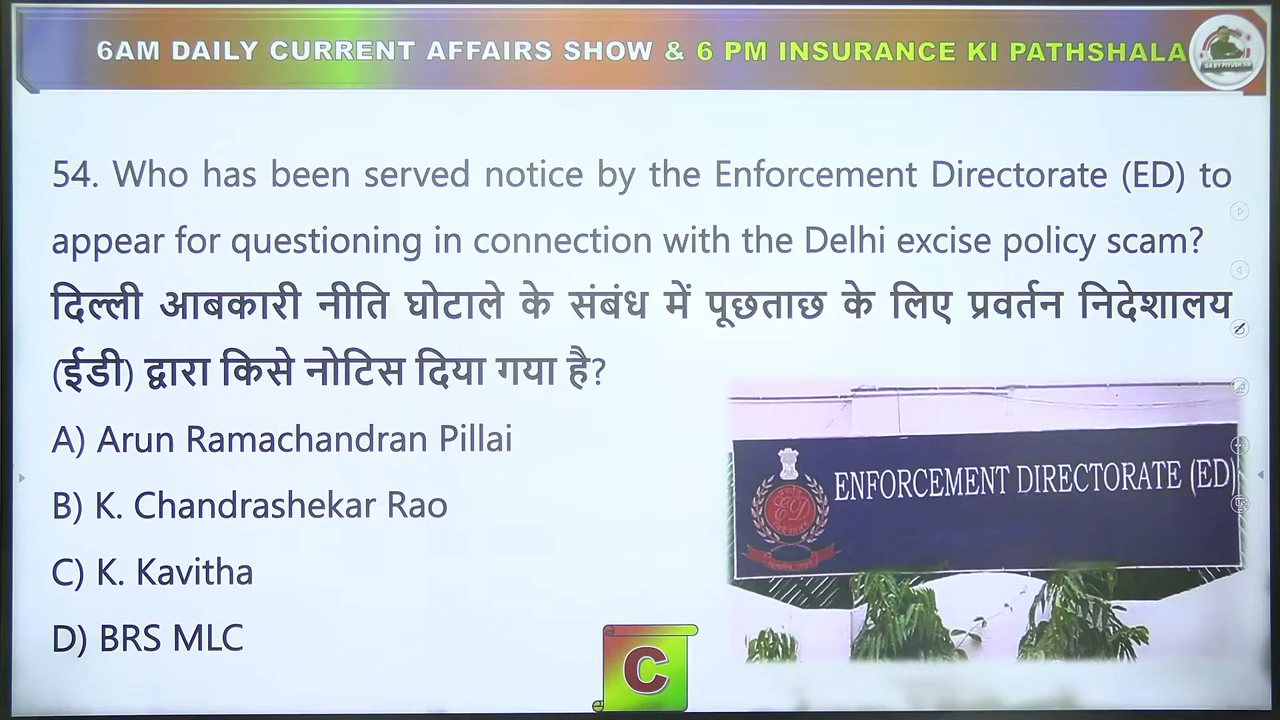 6AM DAILY CURRENT AFFAIRS SHOW & 6 PM INSURANCE KI PATHSHALA
54. Who has been served notice by the Enforcement Directorate (ED) to
appear for questioning in connection with the Delhi excise policy scam?
दिल्ली आबकारी नीति घोटाले के संबंध में पूछताछ के लिए प्रवर्तन निदेशालय
(ईडी) द्वारा किसे नोटिस दिया गया है?
A) Arun Ramachandran Pillai
B) K. Chandrashekar Rao
C) K. Kavitha
D) BRS MLC
ENFORCEMENT DIRECTORATE (ED)
C